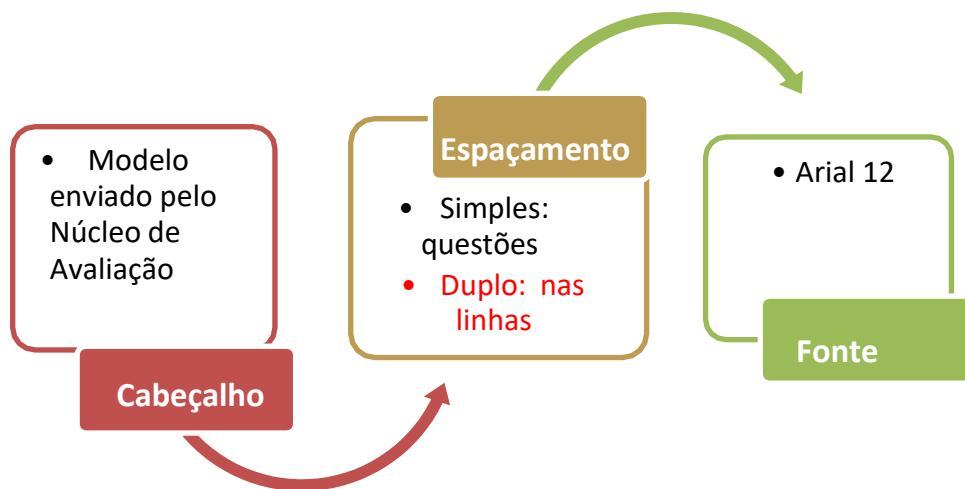 • Modelo
enviado pelo
Núcleo de
Avaliação
Cabeçalho
Espaçamento
• Simples:
questões
• Duplo: nas
linhas
• Arial 12
Fonte